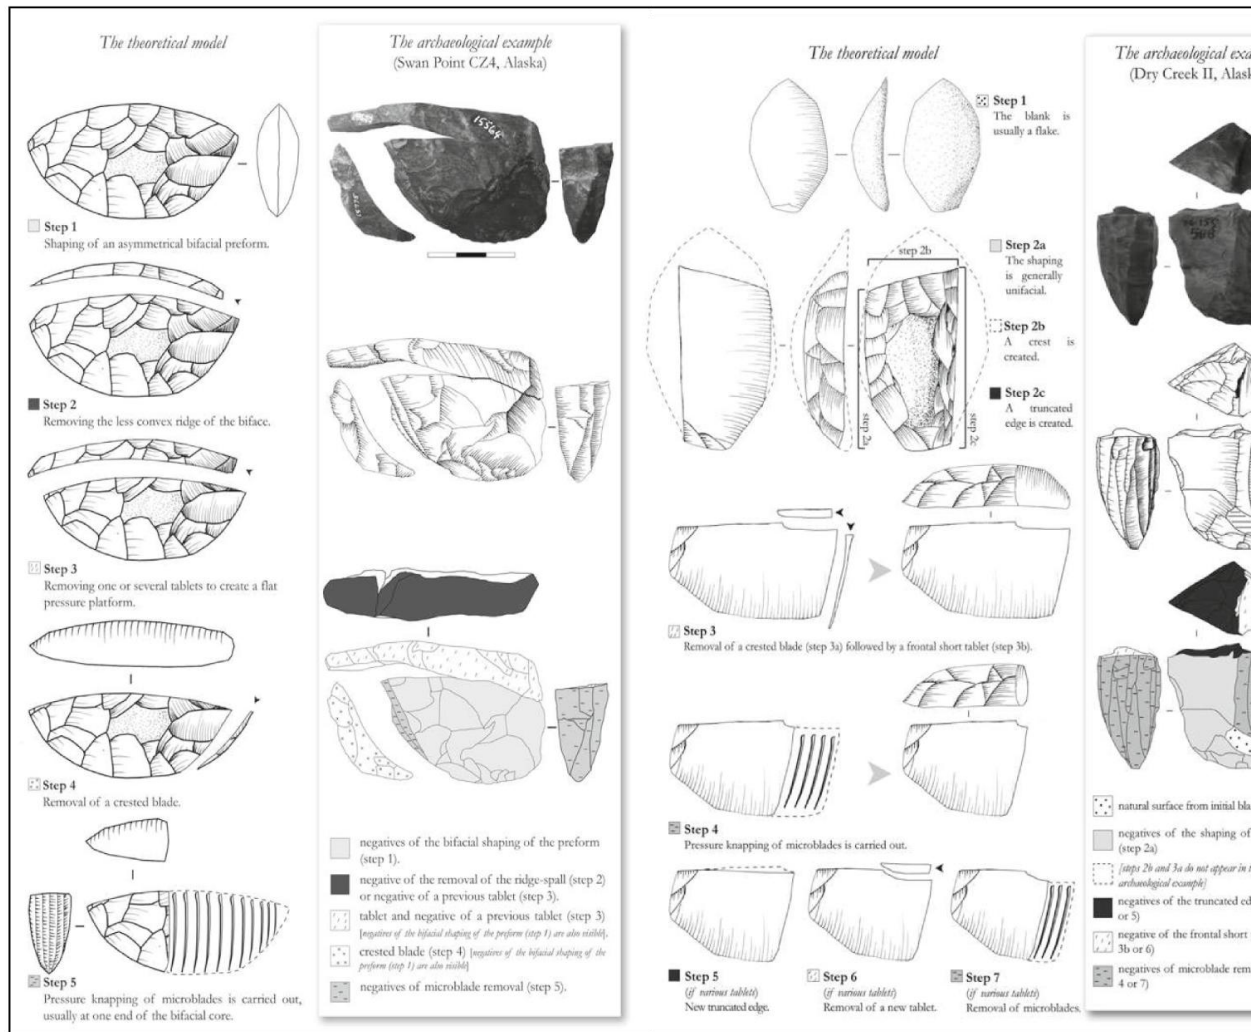 The theoretical model
Step 1
Shaping of an asymmetrical bifacial preform.
Step 2
Removing the less convex ridge of the biface.
Step 3
Removing one or several tablets to create a flat
pressure platform.
Step 4
Removal of a crested blade.
Step 5
Pressure knapping of microblades is carried out,
usually at one end of the bifacial core.
The archaeological example
(Swan Point CZ4, Alaska)
15564
negatives of the bifacial shaping of the preform
(step 1).
negative of the removal of the ridge-spall (step 2)
or negative of a previous tablet (step 3).
tablet and negative of a previous tablet (step 3)
[negatives of the bifacial shaping of the preform (step 1) are also visible].
crested blade (step 4) [negatives of the bifacial shaping of the
preform (step 1) are also visible]
negatives of microblade removal (step 5).
The theoretical model
Step 1
The blank is
usually a flake.
step 2b
step 2c
step 2c
Step 2a
The shaping
is generally
unifacial.
Step 2b
A crest is
created.
Step 2c
A truncated
edge is created.
Step 3
Removal of a crested blade (step 3a) followed by a frontal short tablet (step 3b).
Step 4
Pressure knapping of microblades is carried out.
Step 5
(if various tablets)
New truncated edge.
Step 6
(if various tablets)
Removal of a new tablet.
Step 7
(if various tablets)
Removal of microblades.
The archaeological exa
(Dry Creek II, Alask
natural surface from initial bla
negatives of the shaping of
(step 2a)
[steps 2b and 3a do not appear in t
archaeological example]
negatives of the truncated ed
or 5)
negative of the frontal short
3b or 6)
negatives of microblade rem
4 or 7)